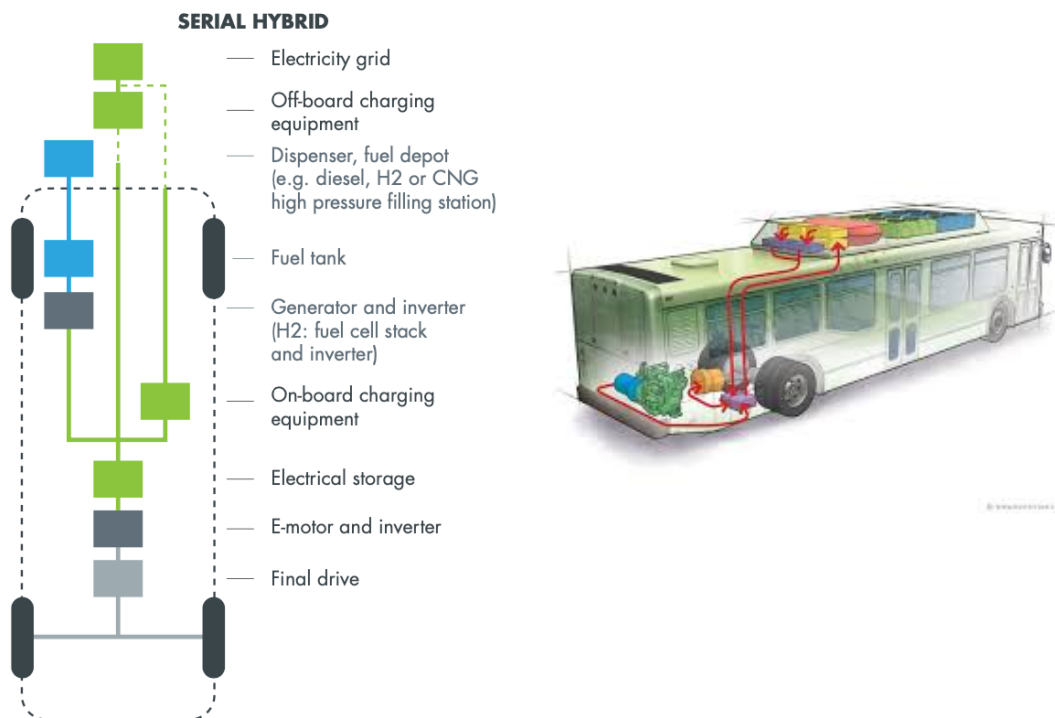 SERIAL HYBRID
Electricity grid
Off-board charging
equipment
Dispenser, fuel depot
(e.g. diesel, H2 or CNG
high pressure filling station)
Fuel tank
Generator and inverter
(H2: fuel cell stack
and inverter)
On-board charging
equipment
Electrical storage
E-motor and inverter
Final drive